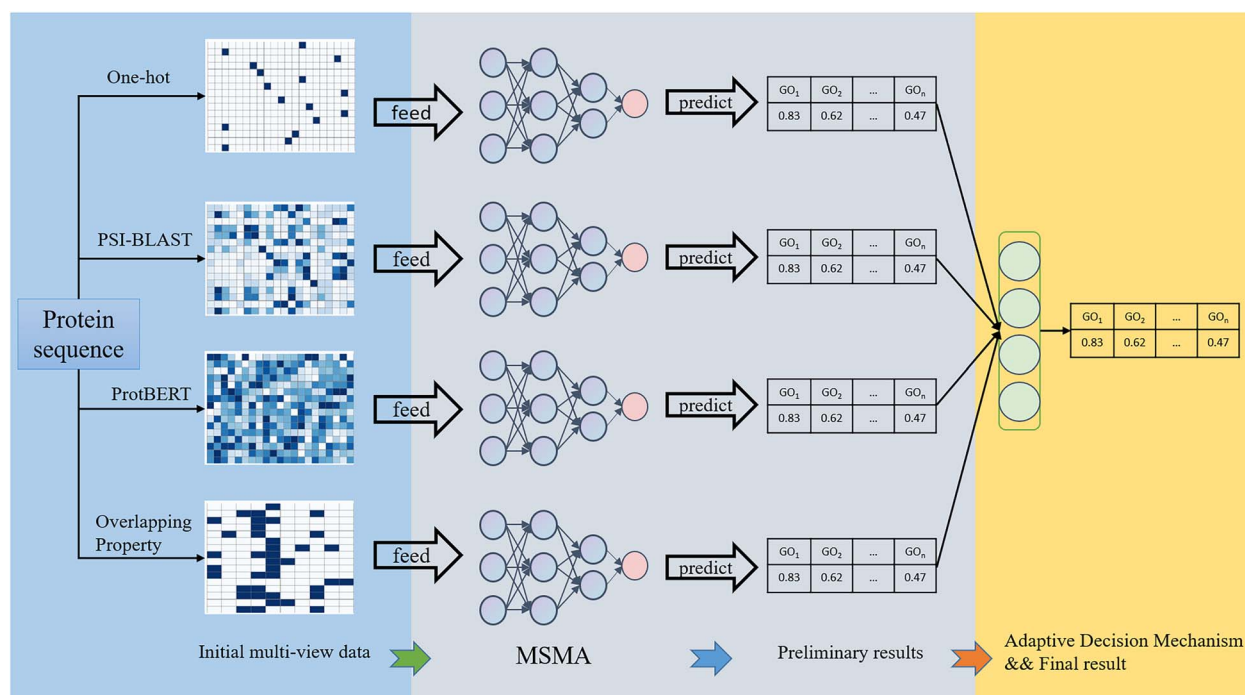 One-hot
feed
predict
GO₁ GO₂ ... GOₙ
0.83 0.62 ... 0.47
PSI-BLAST
feed
predict
GO₁ GO₂ ... GOₙ
0.83 0.62 ... 0.47
Protein
sequence
GO₁ GO₂ ... GOₙ
0.83 0.62 ... 0.47
ProtBERT
feed
predict
GO₁ GO₂ ... GOₙ
0.83 0.62 ... 0.47
Overlapping
Property
feed
predict
GO₁ GO₂ ... GOₙ
0.83 0.62 ... 0.47
Initial multi-view data
MSMA
Preliminary results
Adaptive Decision Mechanism
&& Final result